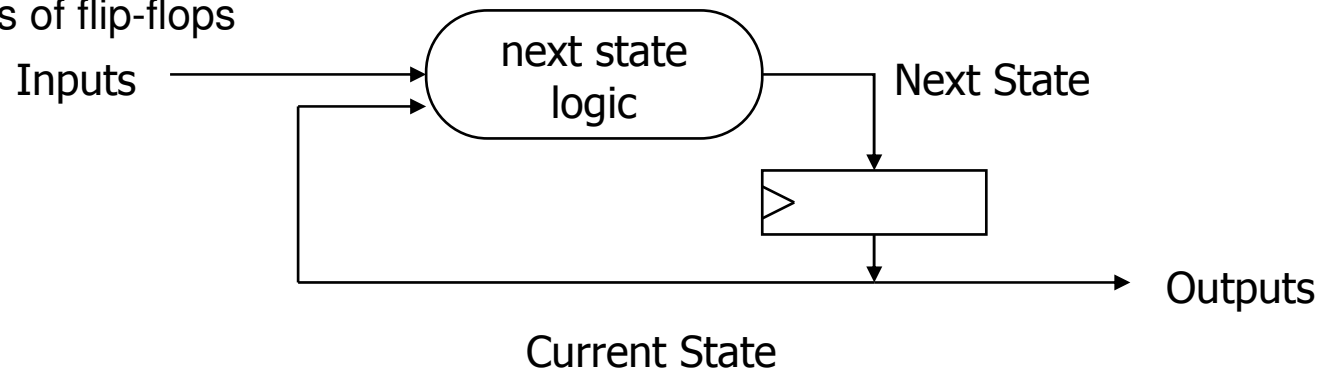 of flip-flops
Inputs
next state
logic
Next State
Outputs
Current State